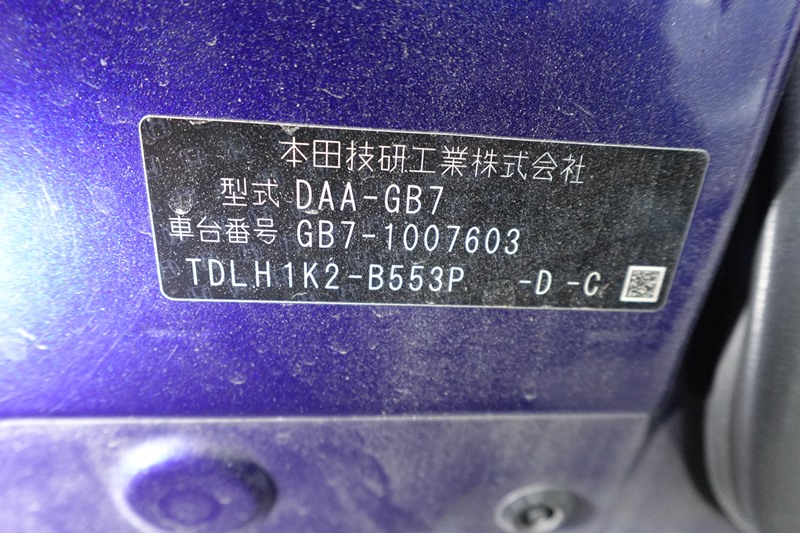 本田技研工業株式会社
型式 DAA-GB7
車台番号 GB7-1007603
TDLH1K2-B553P -D -C